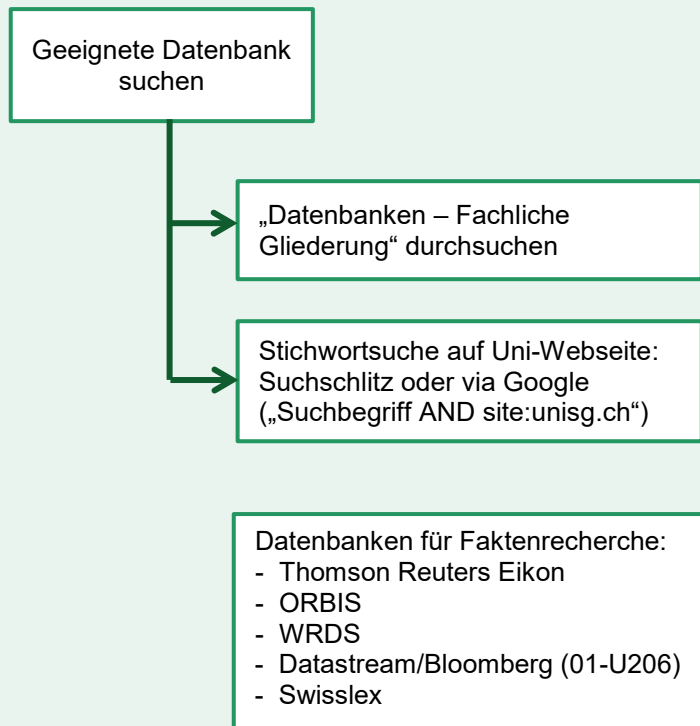 Geeignete Datenbank
suchen
„Datenbanken – Fachliche
Gliederung“ durchsuchen
Stichwortsuche auf Uni-Webseite:
Suchschlitz oder via Google
(„Suchbegriff AND site:unisg.ch“)
Datenbanken für Faktenrecherche:
- Thomson Reuters Eikon
- ORBIS
- WRDS
- Datastream/Bloomberg (01-U206)
- Swisslex